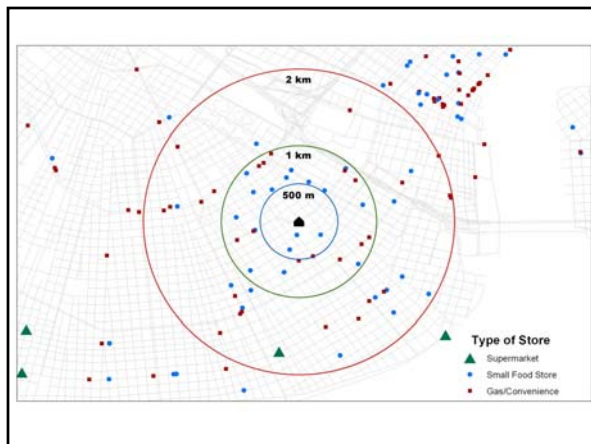 2 km
1 km
500 m
Type of Store
Supermarket
Small Food Store
Gas/Convenience